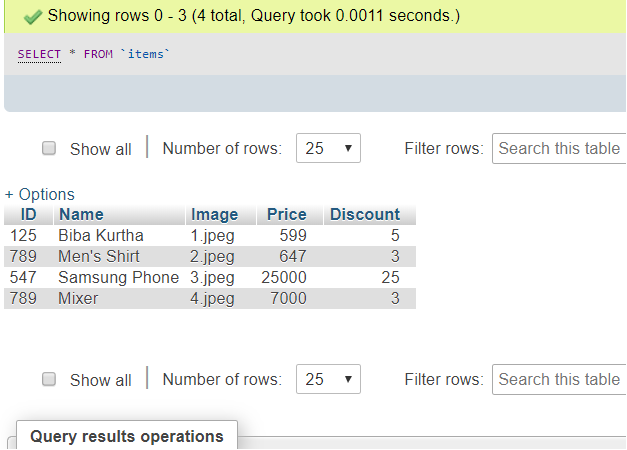 Showing rows 0 - 3 (4 total, Query took 0.0011 seconds.)
SELECT * FROM `items`
Show all Number of rows: 25 Filter rows: Search this table
+ Options
ID Name Image Price Discount
125 Biba Kurtha 1.jpeg 599 5
789 Men's Shirt 2.jpeg 647 3
547 Samsung Phone 3.jpeg 25000 25
789 Mixer 4.jpeg 7000 3
Show all Number of rows: 25 Filter rows: Search this table
Query results operations